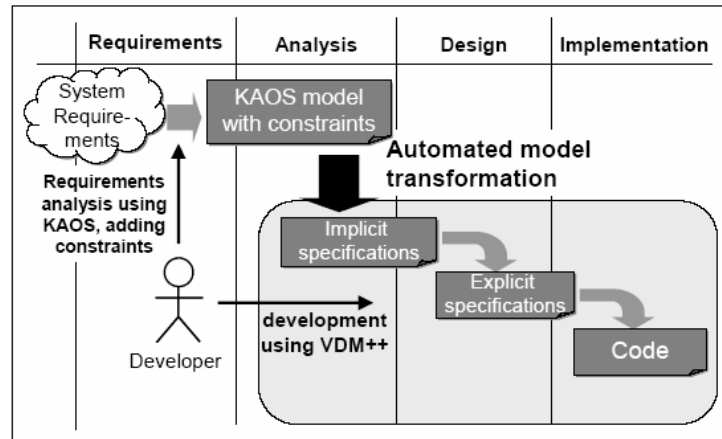 Requirements
Analysis
Design
Implementation
System
Require-
ments
KAOS model
with constraints
Automated model
transformation
Requirements
analysis using
KAOS, adding
constraints
Implicit
specifications
Explicit
specifications
development
using VDM++
Developer
Code